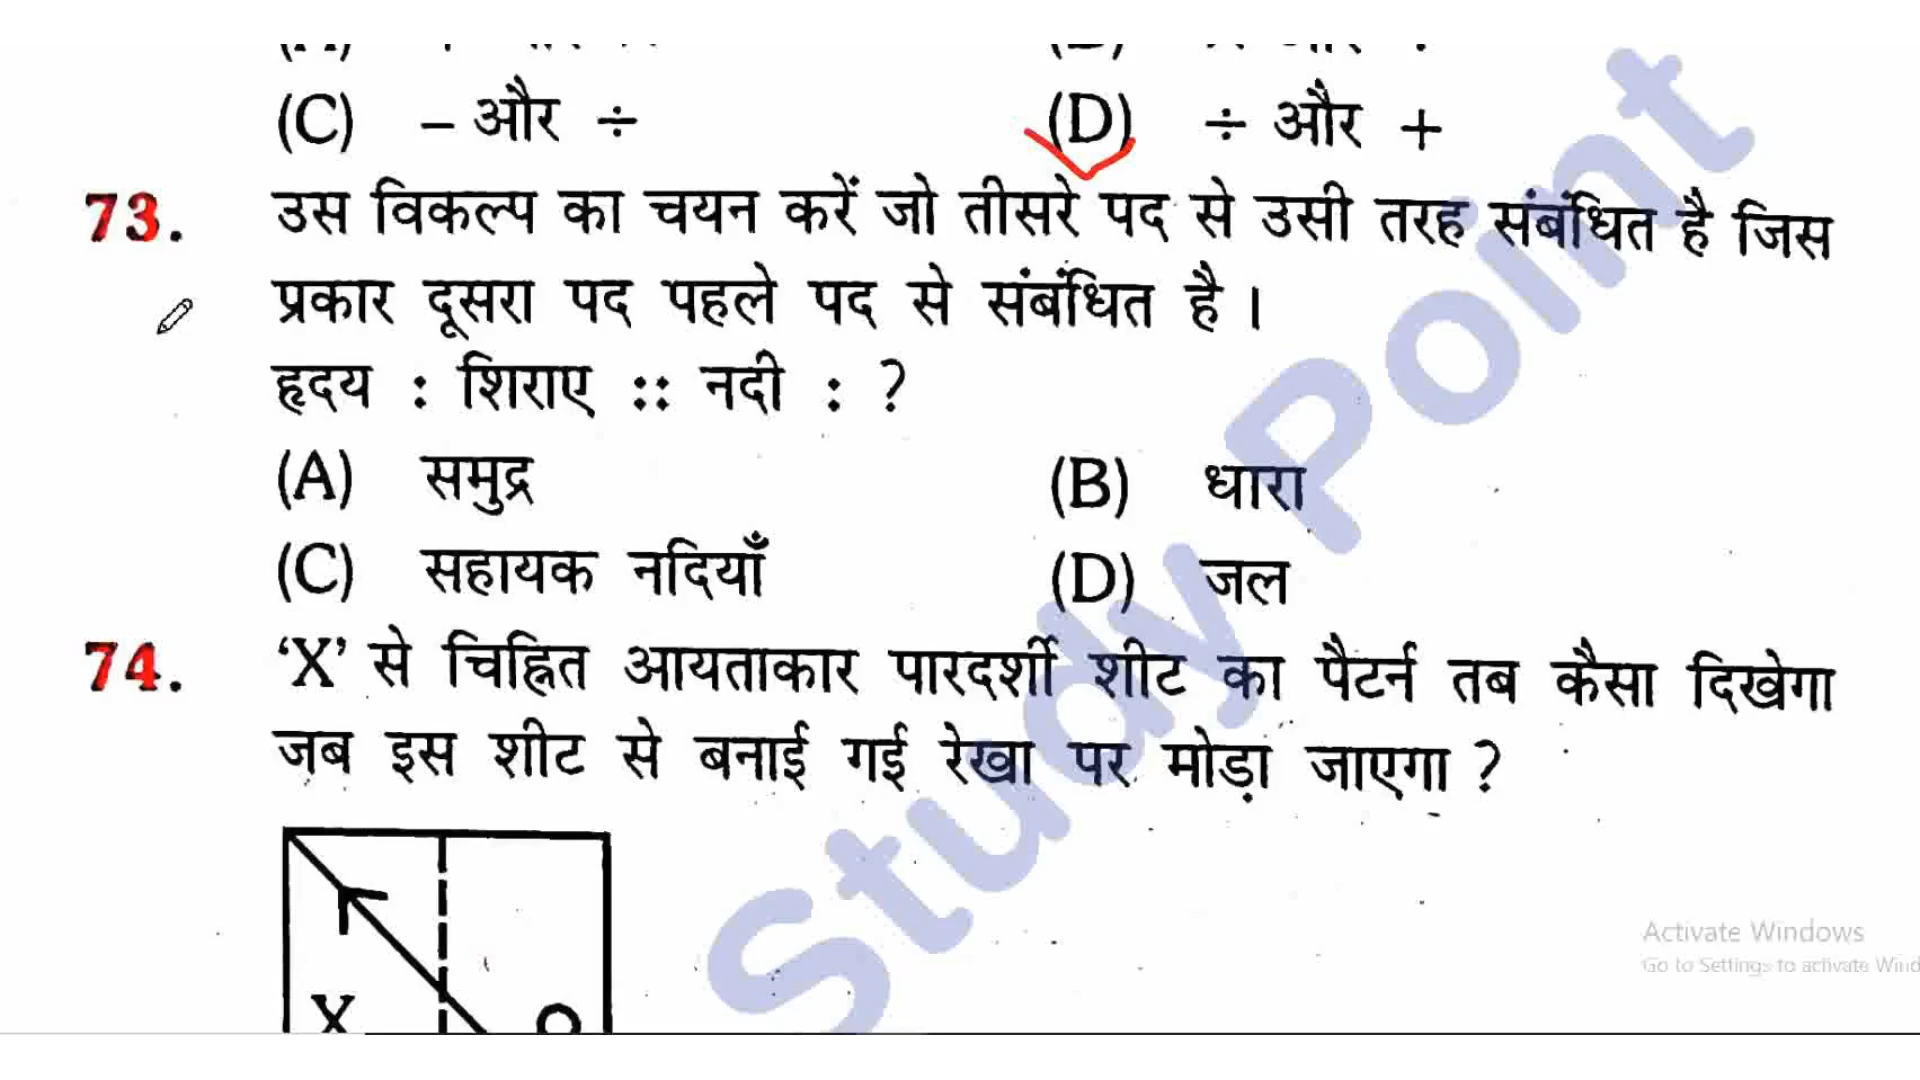 (C) – और ÷ (D) ÷ और +
73. उस विकल्प का चयन करें जो तीसरे पद से उसी तरह संबंधित है जिस
प्रकार दूसरा पद पहले पद से संबंधित है ।
हृदय : शिराए :: नदी : ?
(A) समुद्र (B) धारा
(C) सहायक नदियाँ (D) जल
74. ‘X’ से चिह्नित आयताकार पारदर्शी शीट का पैटर्न तब कैसा दिखेगा
जब इस शीट से बनाई गई रेखा पर मोड़ा जाएगा ?
X
Study Point
Activate Windows
Go to Settings to activate Wind